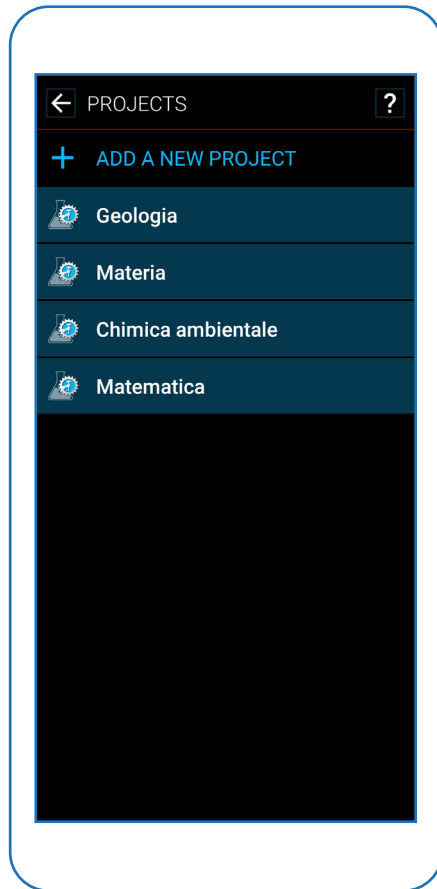 PROJECTS ?
+ ADD A NEW PROJECT
Geologia
Materia
Chimica ambientale
Matematica